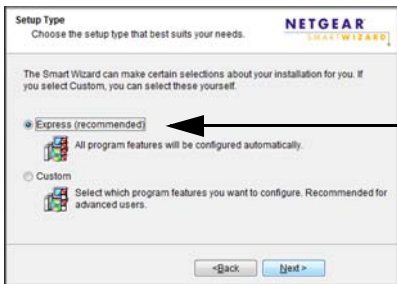 Setup Type
Choose the setup type that best suits your needs.
NETGEAR
SMARTWIZARD
The Smart Wizard can make certain selections about your installation for you. If
you select Custom, you can select these yourself.
Express (recommended)
All program features will be configured automatically.
Custom
Select which program features you want to configure. Recommended for
advanced users.
<Back
Next >